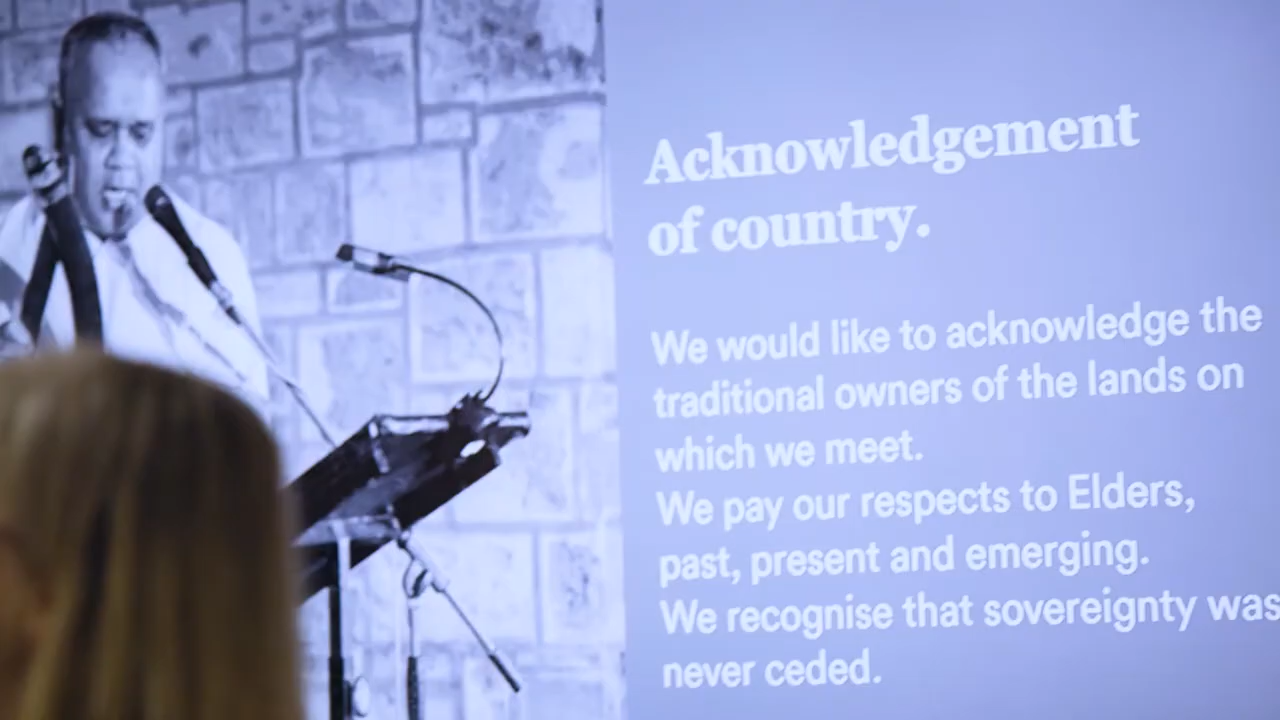 Acknowledgement
of country.
We would like to acknowledge the
traditional owners of the lands on
which we meet.
We pay our respects to Elders,
past, present and emerging.
We recognise that sovereignty was
never ceded.